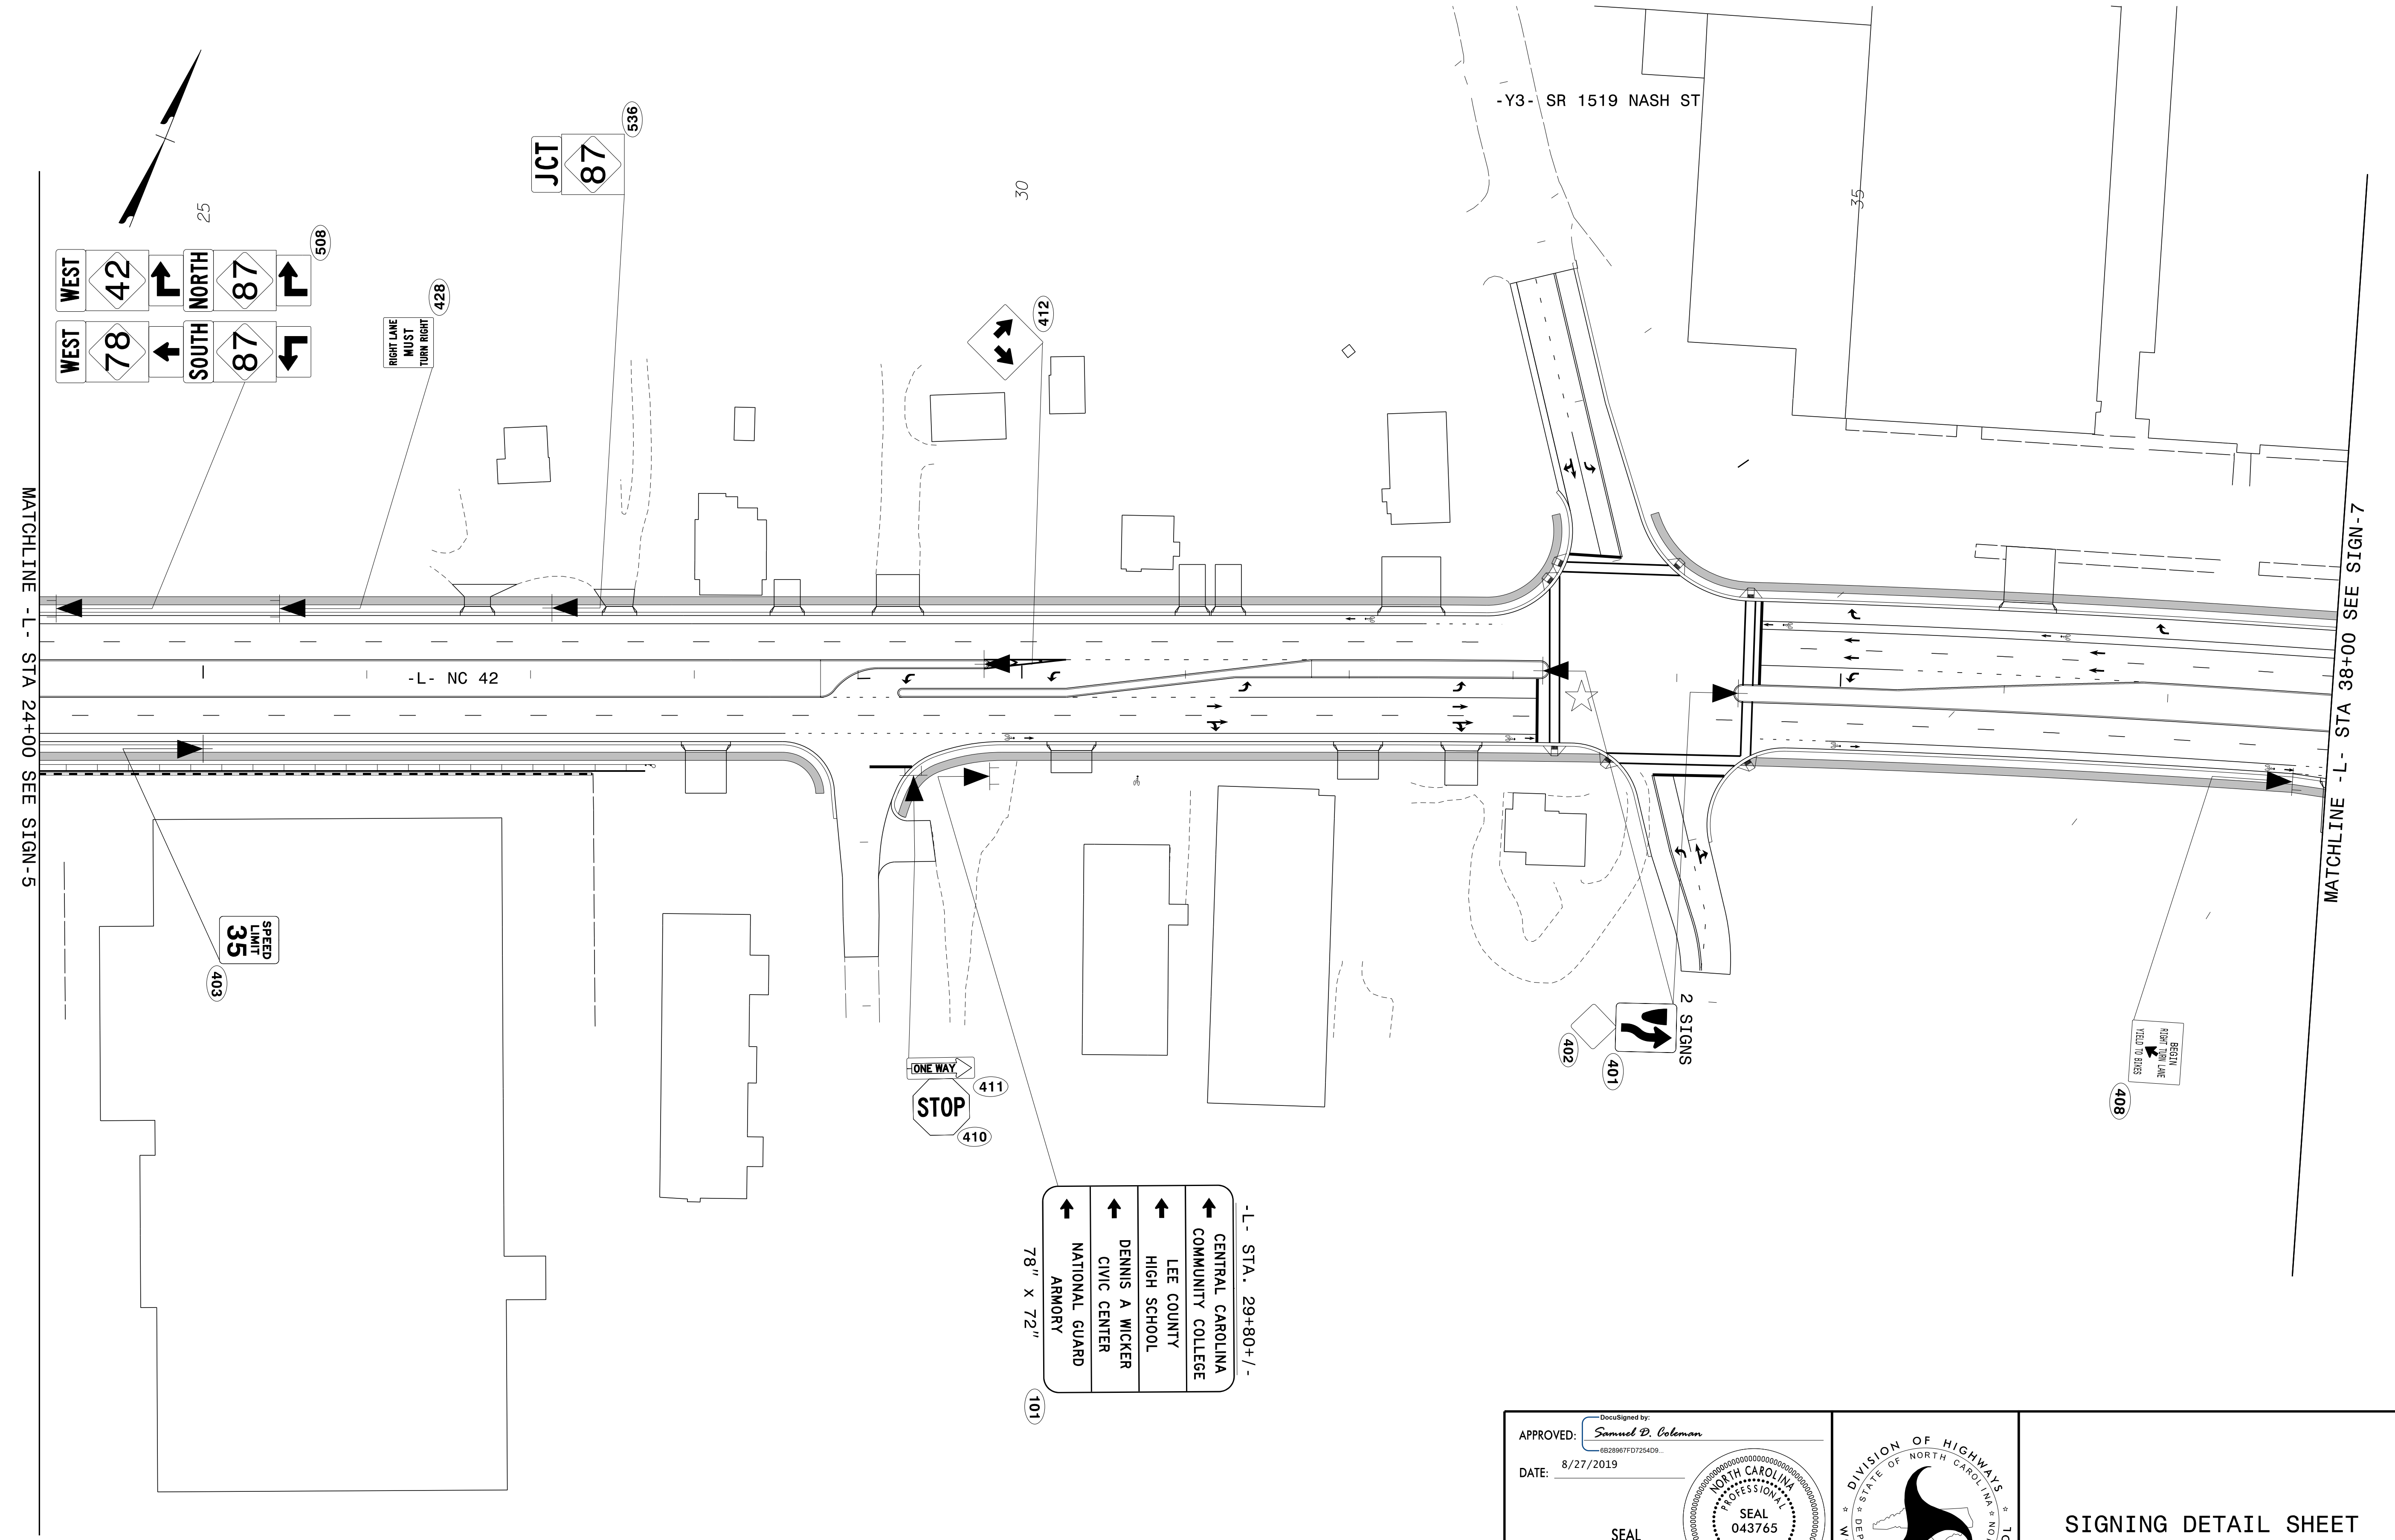 -Y3- SR 1519 NASH ST
536
JCT
87
25
30
35
508
WEST
42
NORTH
87
WEST
78
SOUTH
87
428
RIGHT LANE
MUST
TURN RIGHT
412
MATCHLINE -L- STA 24+00 SEE SIGN-5
MATCHLINE -L- STA 38+00 SEE SIGN-7
-L- NC 42
SPEED
LIMIT
35
403
ONE WAY
411
STOP
410
2 SIGNS
402
401
BEGIN
RIGHT TURN LANE
YIELD TO BIKES
408
-L- STA. 29+80+/-
CENTRAL CAROLINA
COMMUNITY COLLEGE
LEE COUNTY
HIGH SCHOOL
DENNIS A WICKER
CIVIC CENTER
NATIONAL GUARD
ARMORY
78" x 72"
101
DocuSigned by:
APPROVED: Samuel D. Coleman
6B28967FD7254D9...
DATE: 8/27/2019
SEAL
NORTH CAROLINA
PROFESSIONAL
SEAL
043765
DIVISION OF HIGHWAYS
STATE OF NORTH CAROLINA
SIGNING DETAIL SHEET